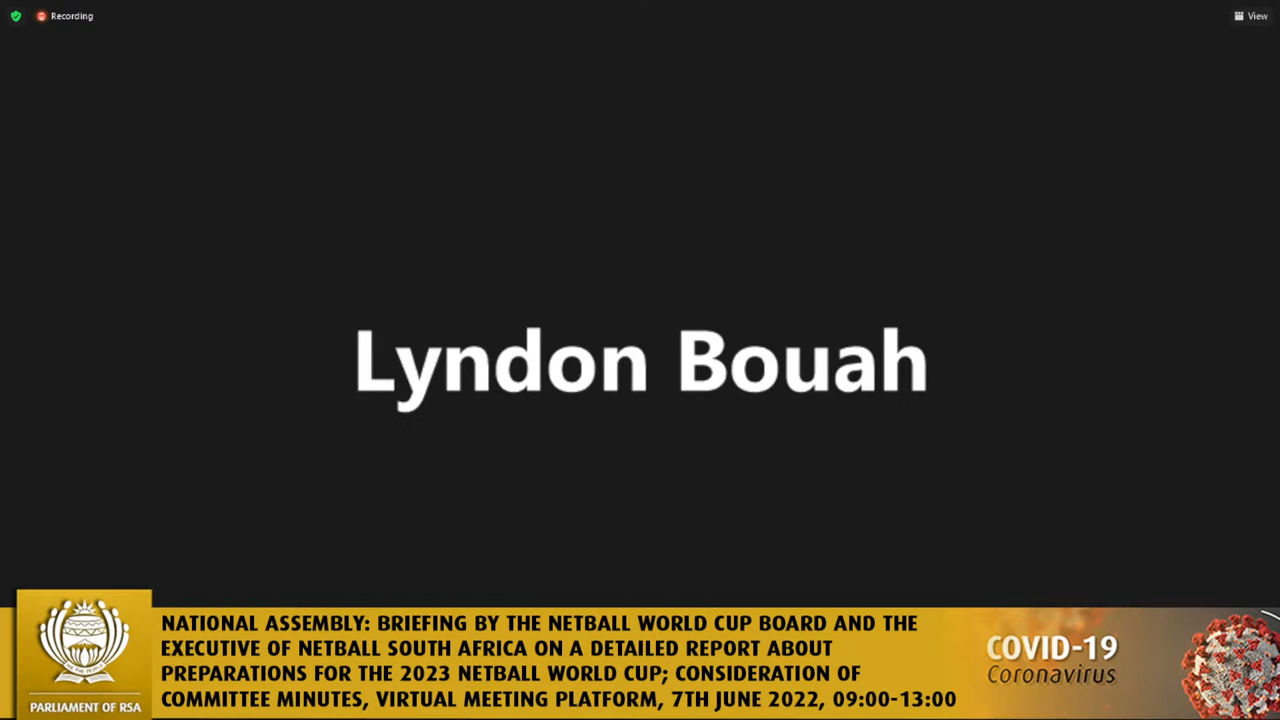 Recording
View
Lyndon Bouah
NATIONAL ASSEMBLY: BRIEFING BY THE NETBALL WORLD CUP BOARD AND THE
EXECUTIVE OF NETBALL SOUTH AFRICA ON A DETAILED REPORT ABOUT
PREPARATIONS FOR THE 2023 NETBALL WORLD CUP; CONSIDERATION OF
COMMITTEE MINUTES, VIRTUAL MEETING PLATFORM, 7TH JUNE 2022, 09:00-13:00
PARLIAMENT OF RSA
COVID-19
Coronavirus